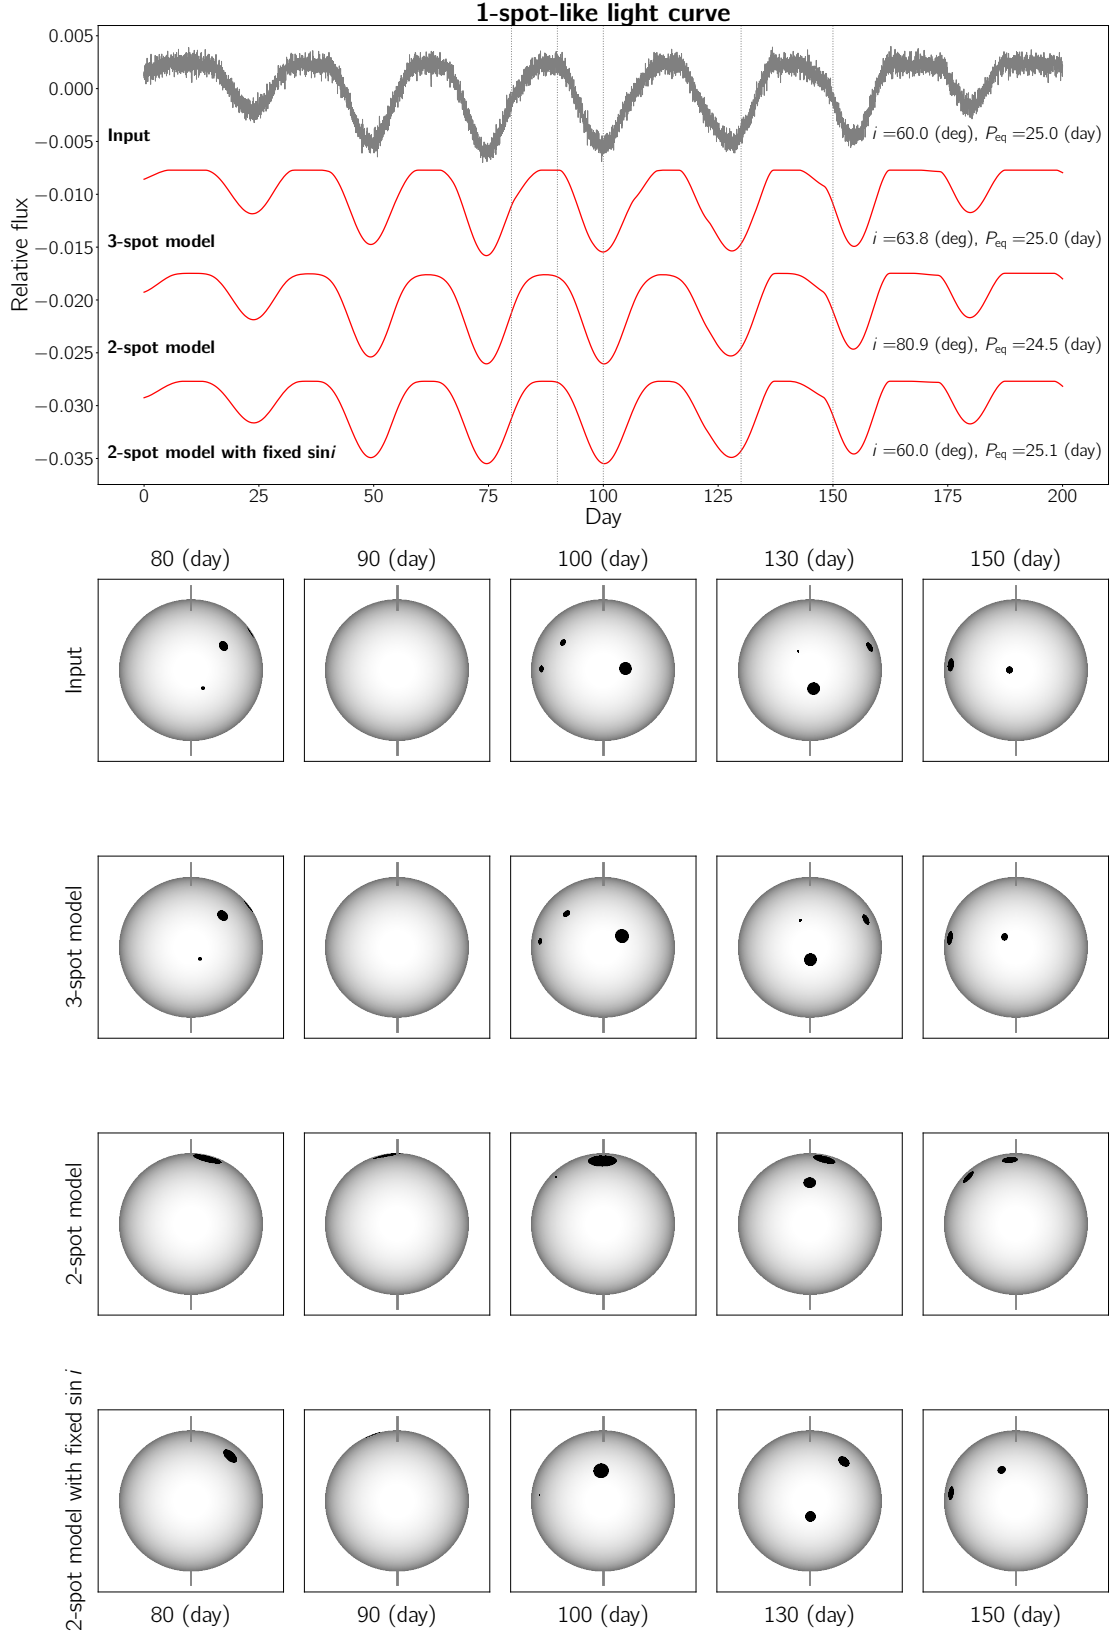 1-spot-like light curve
0.005
0.000
−0.005
−0.010
−0.015
−0.020
−0.025
−0.030
−0.035
Relative flux
Input
i =60.0 (deg), Peq =25.0 (day)
3-spot model
i =63.8 (deg), Peq =25.0 (day)
2-spot model
i =80.9 (deg), Peq =24.5 (day)
2-spot model with fixed sini
i =60.0 (deg), Peq =25.1 (day)
0 25 50 75 100 125 150 175 200
Day
80 (day) 90 (day) 100 (day) 130 (day) 150 (day)
Input
3-spot model
2-spot model
2-spot model with fixed sin i
80 (day) 90 (day) 100 (day) 130 (day) 150 (day)